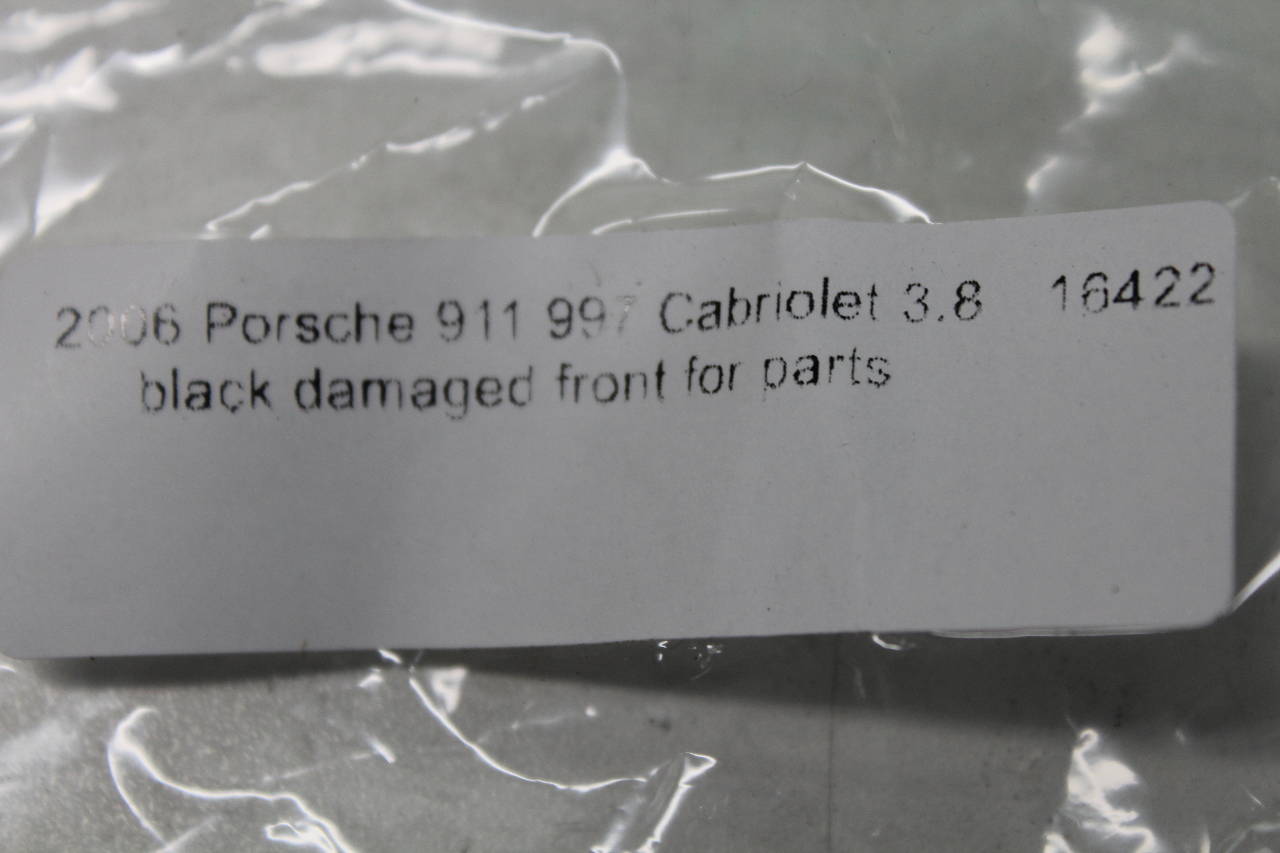 2006 Porsche 911 997 Cabriolet 3.8 16422
black damaged front for parts